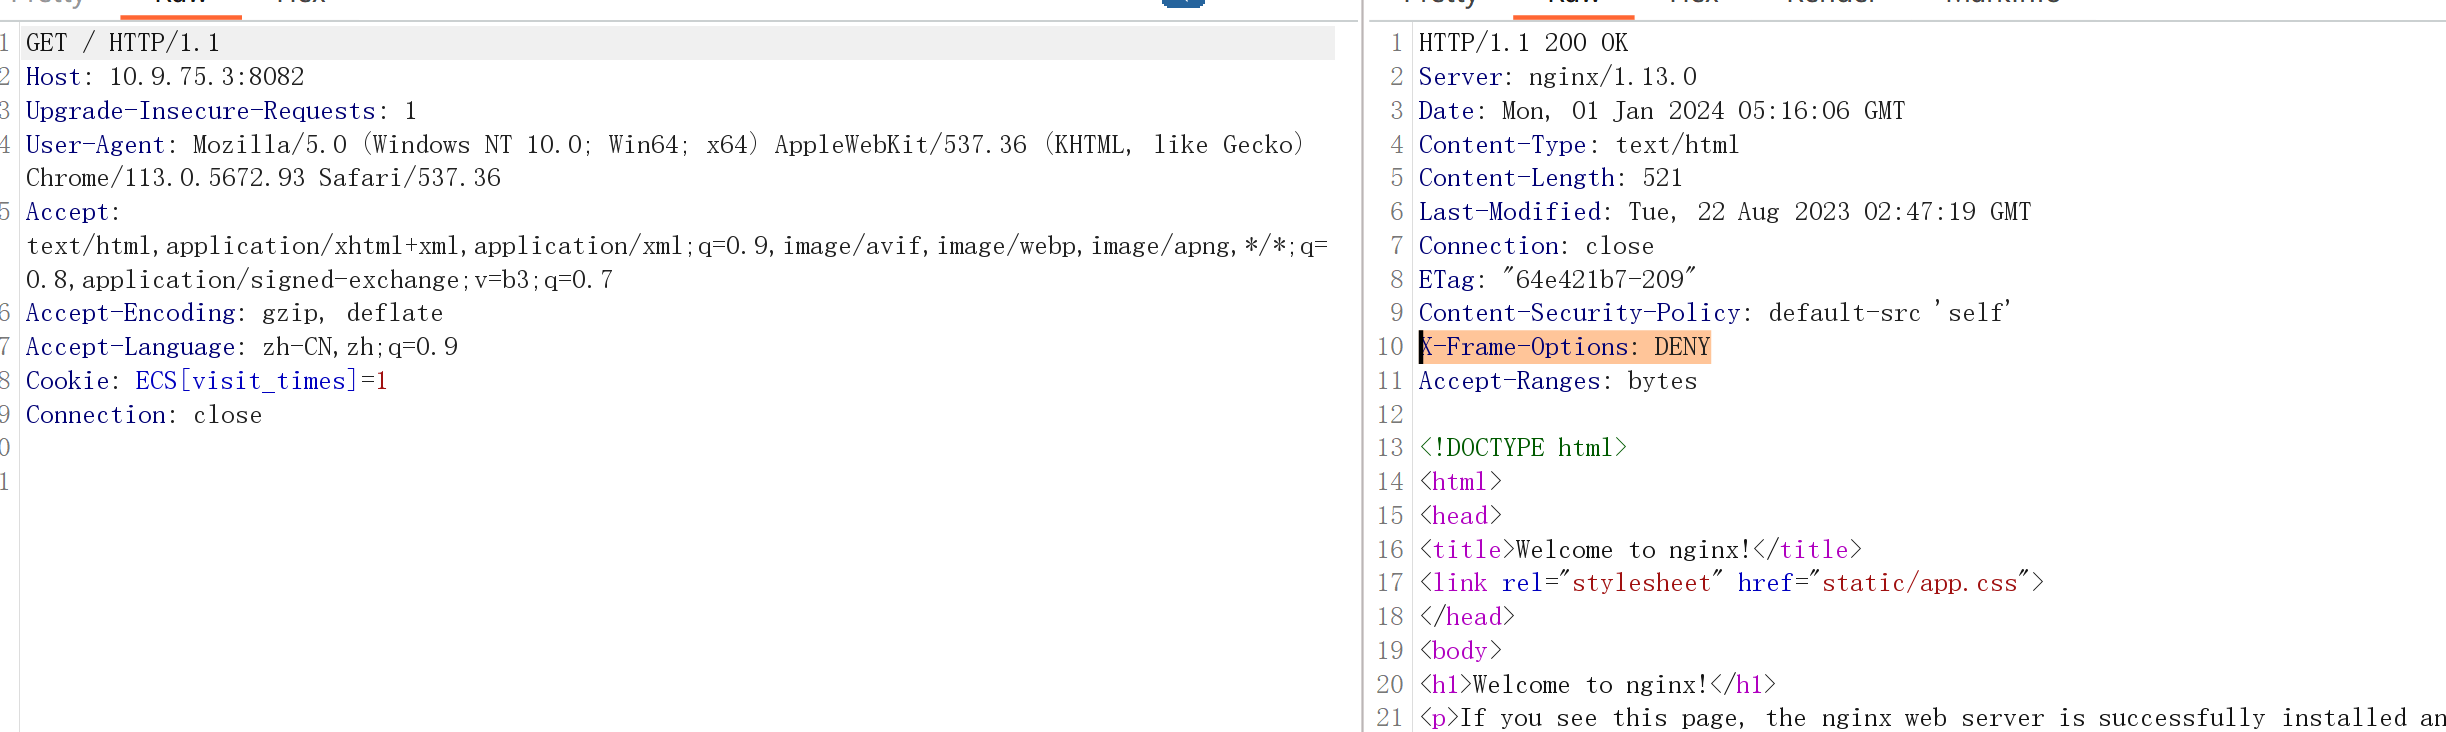 Pretty Raw Hex
1 GET / HTTP/1.1
2 Host: 10.9.75.3:8082
3 Upgrade-Insecure-Requests: 1
4 User-Agent: Mozilla/5.0 (Windows NT 10.0; Win64; x64) AppleWebKit/537.36 (KHTML, like Gecko)
Chrome/113.0.5672.93 Safari/537.36
5 Accept:
text/html,application/xhtml+xml,application/xml;q=0.9,image/avif,image/webp,image/apng,*/*;q=
0.8,application/signed-exchange;v=b3;q=0.7
6 Accept-Encoding: gzip, deflate
7 Accept-Language: zh-CN,zh;q=0.9
8 Cookie: ECS[visit_times]=1
9 Connection: close
0
1
Pretty Raw Hex Render
1 HTTP/1.1 200 OK
2 Server: nginx/1.13.0
3 Date: Mon, 01 Jan 2024 05:16:06 GMT
4 Content-Type: text/html
5 Content-Length: 521
6 Last-Modified: Tue, 22 Aug 2023 02:47:19 GMT
7 Connection: close
8 ETag: "64e421b7-209"
9 Content-Security-Policy: default-src 'self'
10 X-Frame-Options: DENY
11 Accept-Ranges: bytes
12
13 <!DOCTYPE html>
14 <html>
15 <head>
16 <title>Welcome to nginx!</title>
17 <link rel="stylesheet" href="static/app.css">
18 </head>
19 <body>
20 <h1>Welcome to nginx!</h1>
21 <p>If you see this page, the nginx web server is successfully installed an